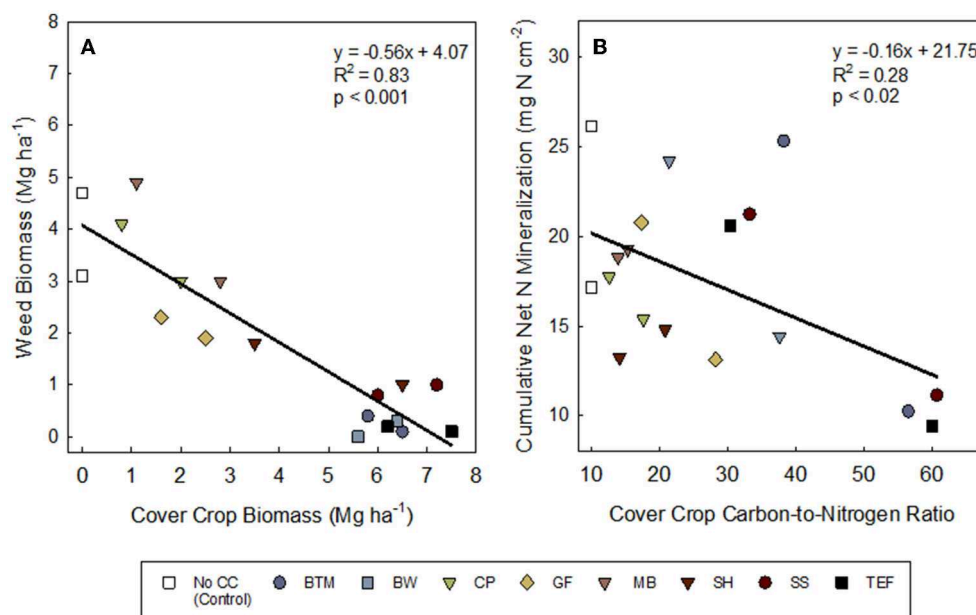 A
y = -0.56x + 4.07
R² = 0.83
p < 0.001
Weed Biomass (Mg ha⁻¹)
8
7
6
5
4
3
2
1
0
0 1 2 3 4 5 6 7 8
Cover Crop Biomass (Mg ha⁻¹)
B
y = -0.16x + 21.75
R² = 0.28
p < 0.02
Cumulative Net N Mineralization (mg N cm⁻²)
30
25
20
15
10
10 20 30 40 50 60
Cover Crop Carbon-to-Nitrogen Ratio
No CC
(Control)
BTM
BW
CP
GF
MB
SH
SS
TEF